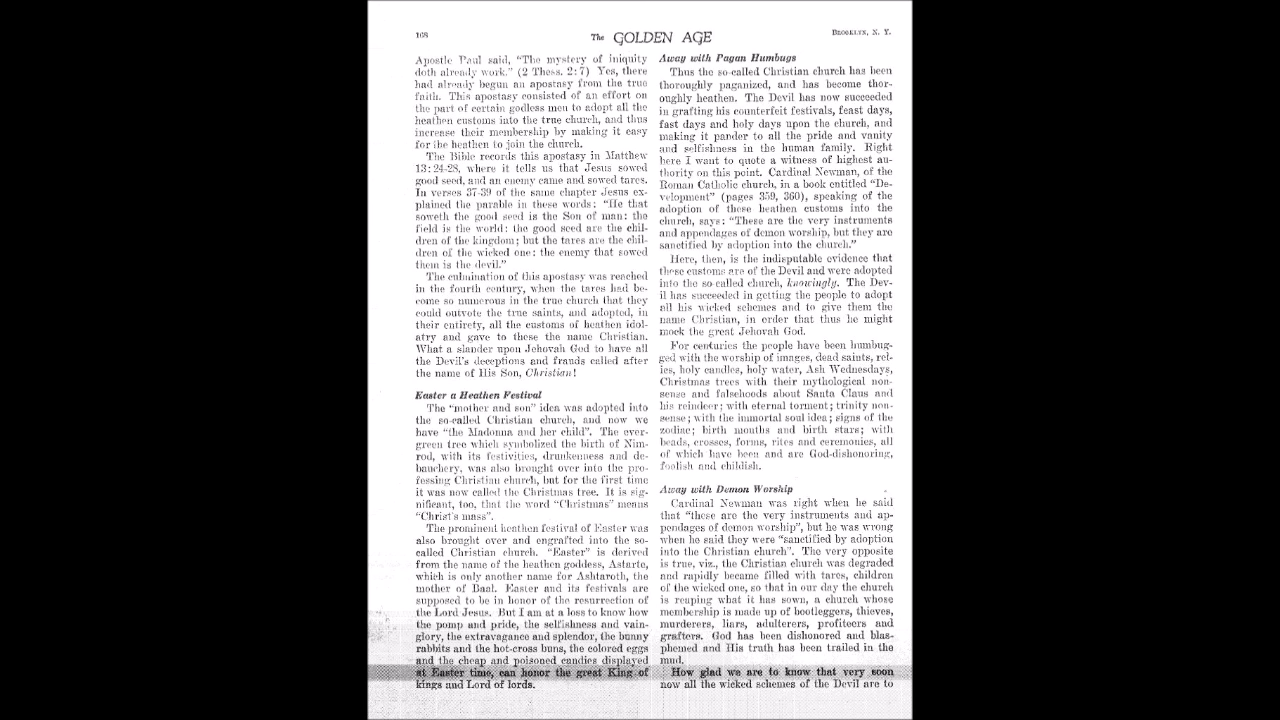 168
The GOLDEN AGE
BROOKLYN, N. Y.
Apostle Paul said, "The mystery of iniquity
doth already work." (2 Thess. 2:7) Yes, there
had already begun an apostasy from the true
faith. This apostasy consisted of an effort on
the part of certain godless men to adopt all the
heathen customs into the true church, and thus
increase their membership by making it easy
for the heathen to join the church.
The Bible records this apostasy in Matthew
13:24-28, where it tells us that Jesus sowed
good seed, and an enemy came and sowed tares.
In verses 37-39 of the same chapter Jesus ex-
plained the parable in these words: "He that
soweth the good seed is the Son of man: the
field is the world: the good seed are the chil-
dren of the kingdom; but the tares are the chil-
dren of the wicked one: the enemy that sowed
them is the devil."
The culmination of this apostasy was reached
in the fourth century, when the tares had be-
come so numerous in the true church that they
could outvote the true saints, and adopted, in
their entirety, all the customs of heathen idol-
atry and gave to these the name Christian.
What a slander upon Jehovah God to have all
the Devil's deceptions and frauds called after
the name of His Son, Christian!
Easter a Heathen Festival
The "mother and son" idea was adopted into
the so-called Christian church, and now we
have "the Madonna and her child". The ever-
green tree which symbolized the birth of Nim-
rod, with its festivities, drunkenness and de-
bauchery, was also brought over into the pro-
fessing Christian church, but for the first time
it was now called the Christmas tree. It is sig-
nificant, too, that the word "Christmas" means
"Christ's mass".
The prominent heathen festival of Easter was
also brought over and engrafted into the so-
called Christian church. "Easter" is derived
from the name of the heathen goddess, Astarte,
which is only another name for Ashtaroth, the
mother of Baal. Easter and its festivals are
supposed to be in honor of the resurrection of
the Lord Jesus. But I am at a loss to know how
the pomp and pride, the selfishness and vain-
glory, the extravagance and splendor, the bunny
rabbits and the hot-cross buns, the colored eggs
and the cheap and poisoned candies displayed
at Easter time, can honor the great King of
kings and Lord of lords.
Away with Pagan Humbugs
Thus the so-called Christian church has been
thoroughly paganized, and has become thor-
oughly heathen. The Devil has now succeeded
in grafting his counterfeit festivals, feast days,
fast days and holy days upon the church, and
making it pander to all the pride and vanity
and selfishness in the human family. Right
here I want to quote a witness of highest au-
thority on this point. Cardinal Newman, of the
Roman Catholic church, in a book entitled "De-
velopment" (pages 359, 360), speaking of the
adoption of these heathen customs into the
church, says: "These are the very instruments
and appendages of demon worship, but they are
sanctified by adoption into the church."
Here, then, is the indisputable evidence that
these customs are of the Devil and were adopted
into the so-called church, knowingly. The Dev-
il has succeeded in getting the people to adopt
all his wicked schemes and to give them the
name Christian, in order that thus he might
mock the great Jehovah God.
For centuries the people have been humbug-
ged with the worship of images, dead saints, rel-
ics, holy candles, holy water, Ash Wednesdays,
Christmas trees with their mythological non-
sense and falsehoods about Santa Claus and
his reindeer; with eternal torment; trinity non-
sense; with the immortal soul idea; signs of the
zodiac; birth months and birth stars; with
beads, crosses, forms, rites and ceremonies, all
of which have been and are God-dishonoring,
foolish and childish.
Away with Demon Worship
Cardinal Newman was right when he said
that "these are the very instruments and ap-
pendages of demon worship", but he was wrong
when he said they were "sanctified by adoption
into the Christian church". The very opposite
is true, viz., the Christian church was degraded
and rapidly became filled with tares, children
of the wicked one, so that in our day the church
is reaping what it has sown, a church whose
membership is made up of bootleggers, thieves,
murderers, liars, adulterers, profiteers and
grafters. God has been dishonored and blas-
phemed and His truth has been trailed in the
mud.
How glad we are to know that very soon
now all the wicked schemes of the Devil are to